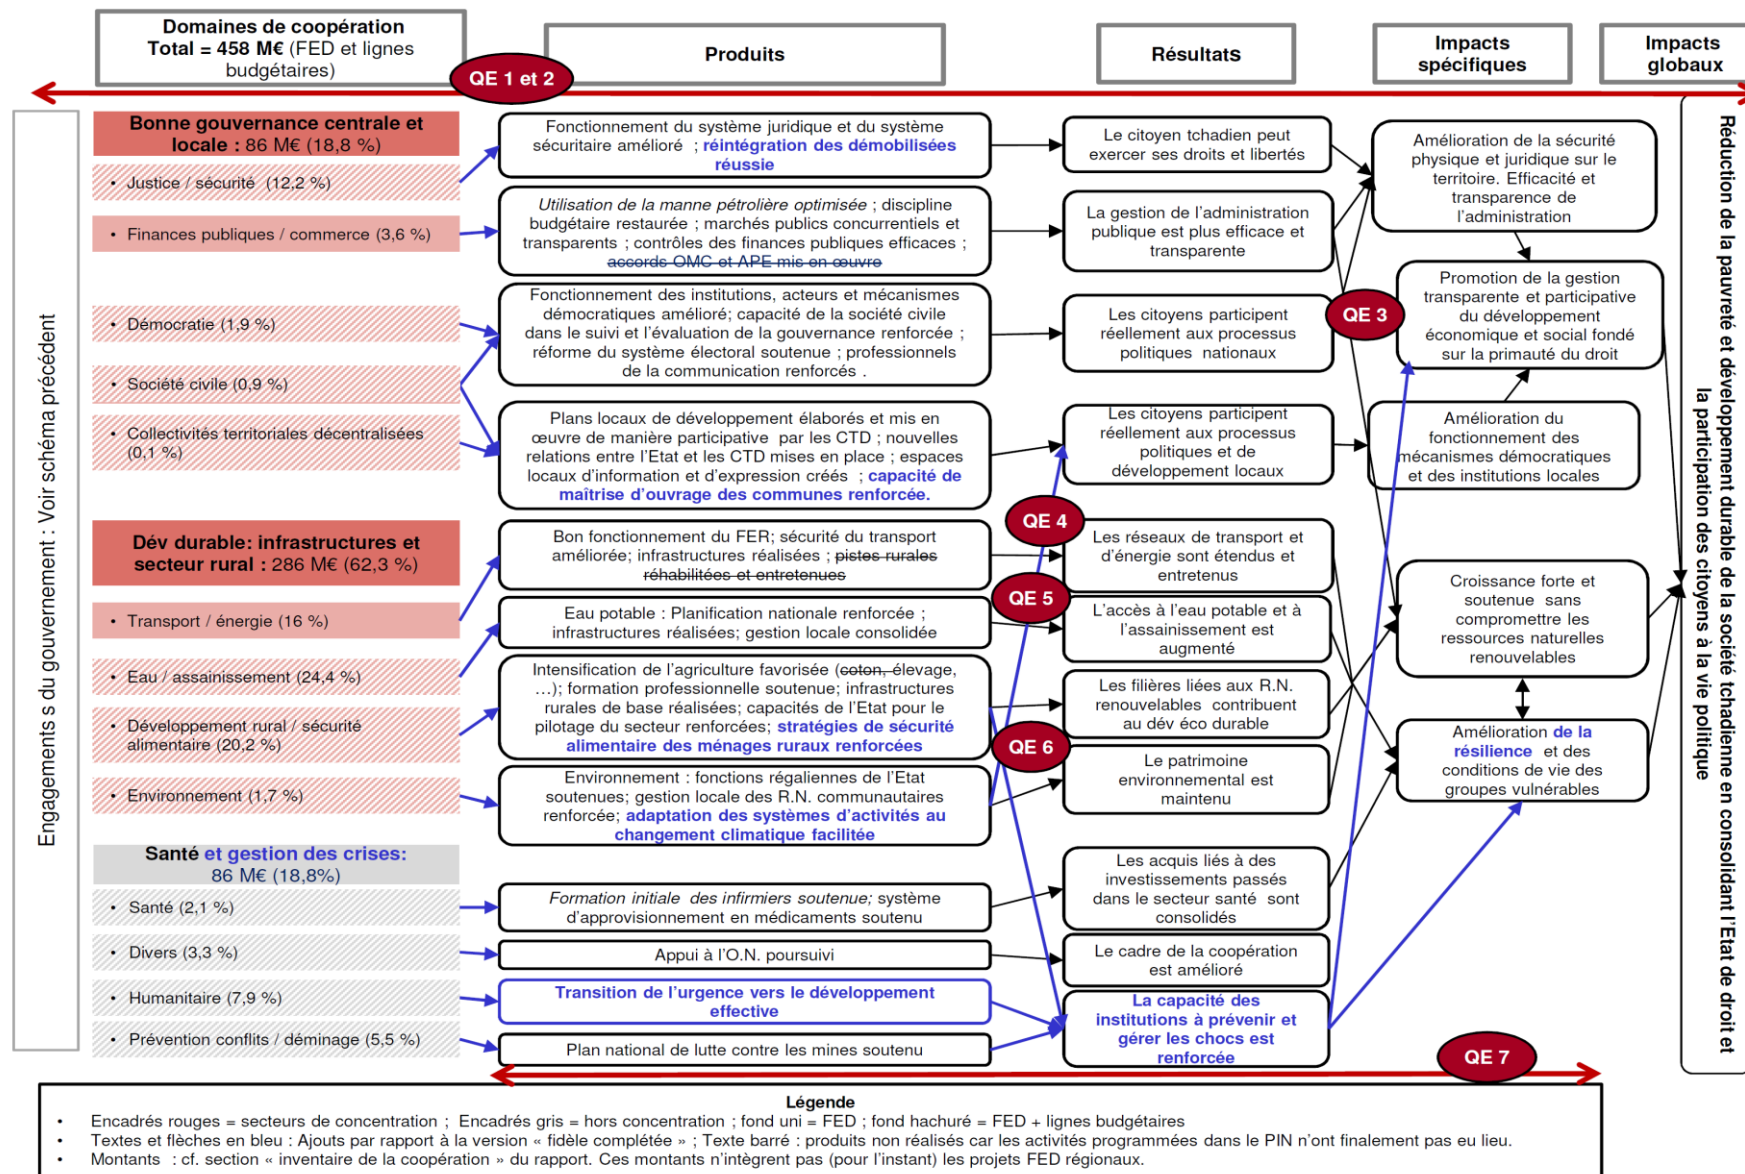 Domaines de coopération
Total = 458 M€ (FED et lignes
budgétaires)
Produits
Résultats
Impacts
spécifiques
Impacts
globaux
QE 1 et 2
Engagements s du gouvernement : Voir schéma précédent
Bonne gouvernance centrale et
locale : 86 M€ (18,8 %)
• Justice / sécurité (12,2 %)
• Finances publiques / commerce (3,6 %)
• Démocratie (1,9 %)
• Société civile (0,9 %)
• Collectivités territoriales décentralisées
(0,1 %)
Dév durable: infrastructures et
secteur rural : 286 M€ (62,3 %)
• Transport / énergie (16 %)
• Eau / assainissement (24,4 %)
• Développement rural / sécurité
alimentaire (20,2 %)
• Environnement (1,7 %)
Santé et gestion des crises:
86 M€ (18,8%)
• Santé (2,1 %)
• Divers (3,3 %)
• Humanitaire (7,9 %)
• Prévention conflits / déminage (5,5 %)
Fonctionnement du système juridique et du système
sécuritaire amélioré ; réintégration des démobilisées
réussie
Utilisation de la manne pétrolière optimisée ; discipline
budgétaire restaurée ; marchés publics concurrentiels et
transparents ; contrôles des finances publiques efficaces ;
accords OMC et APE mis en œuvre
Fonctionnement des institutions, acteurs et mécanismes
démocratiques amélioré; capacité de la société civile
dans le suivi et l'évaluation de la gouvernance renforcée ;
réforme du système électoral soutenue ; professionnels
de la communication renforcés .
Plans locaux de développement élaborés et mis en
œuvre de manière participative par les CTD ; nouvelles
relations entre l'Etat et les CTD mises en place ; espaces
locaux d'information et d'expression créés ; capacité de
maîtrise d'ouvrage des communes renforcée.
Bon fonctionnement du FER; sécurité du transport
améliorée; infrastructures réalisées ; pistes rurales
réhabilitées et entretenues
Eau potable : Planification nationale renforcée ;
infrastructures réalisées; gestion locale consolidée
Intensification de l'agriculture favorisée (coton, élevage,
…); formation professionnelle soutenue; infrastructures
rurales de base réalisées; capacités de l'Etat pour le
pilotage du secteur renforcées; stratégies de sécurité
alimentaire des ménages ruraux renforcées
Environnement : fonctions régaliennes de l'Etat
soutenues; gestion locale des R.N. communautaires
renforcée; adaptation des systèmes d'activités au
changement climatique facilitée
Formation initiale des infirmiers soutenue; système
d'approvisionnement en médicaments soutenu
Appui à l'O.N. poursuivi
Transition de l'urgence vers le développement
effective
Plan national de lutte contre les mines soutenu
QE 4
QE 5
QE 6
Le citoyen tchadien peut
exercer ses droits et libertés
La gestion de l'administration
publique est plus efficace et
transparente
Les citoyens participent
réellement aux processus
politiques nationaux
Les citoyens participent
réellement aux processus
politiques et de
développement locaux
Les réseaux de transport et
d'énergie sont étendus et
entretenus
L'accès à l'eau potable et à
l'assainissement est
augmenté
Les filières liées aux R.N.
renouvelables contribuent
au dév éco durable
Le patrimoine
environnemental est
maintenu
Les acquis liés à des
investissements passés
dans le secteur santé sont
consolidés
Le cadre de la coopération
est amélioré
La capacité des
institutions à prévenir et
gérer les chocs est
renforcée
QE 3
Amélioration de la sécurité
physique et juridique sur le
territoire. Efficacité et
transparence de
l'administration
Promotion de la gestion
transparente et participative
du développement
économique et social fondé
sur la primauté du droit
Amélioration du
fonctionnement des
mécanismes démocratiques
et des institutions locales
Croissance forte et
soutenue sans
compromettre les
ressources naturelles
renouvelables
Amélioration de la
résilience et des
conditions de vie des
groupes vulnérables
Réduction de la pauvreté et développement durable de la société tchadienne en consolidant l'Etat de droit et
la participation des citoyens à la vie politique
QE 7
Légende
• Encadrés rouges = secteurs de concentration ; Encadrés gris = hors concentration ; fond uni = FED ; fond hachuré = FED + lignes budgétaires
• Textes et flèches en bleu : Ajouts par rapport à la version « fidèle complétée » ; Texte barré : produits non réalisés car les activités programmées dans le PIN n'ont finalement pas eu lieu.
• Montants : cf. section « inventaire de la coopération » du rapport. Ces montants n'intègrent pas (pour l'instant) les projets FED régionaux.